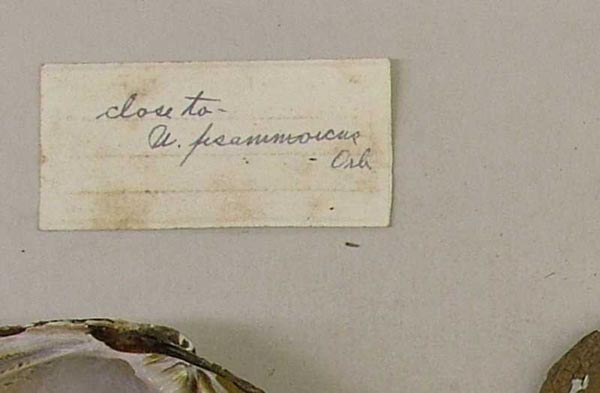 close to -
U. psammoicus
Orb